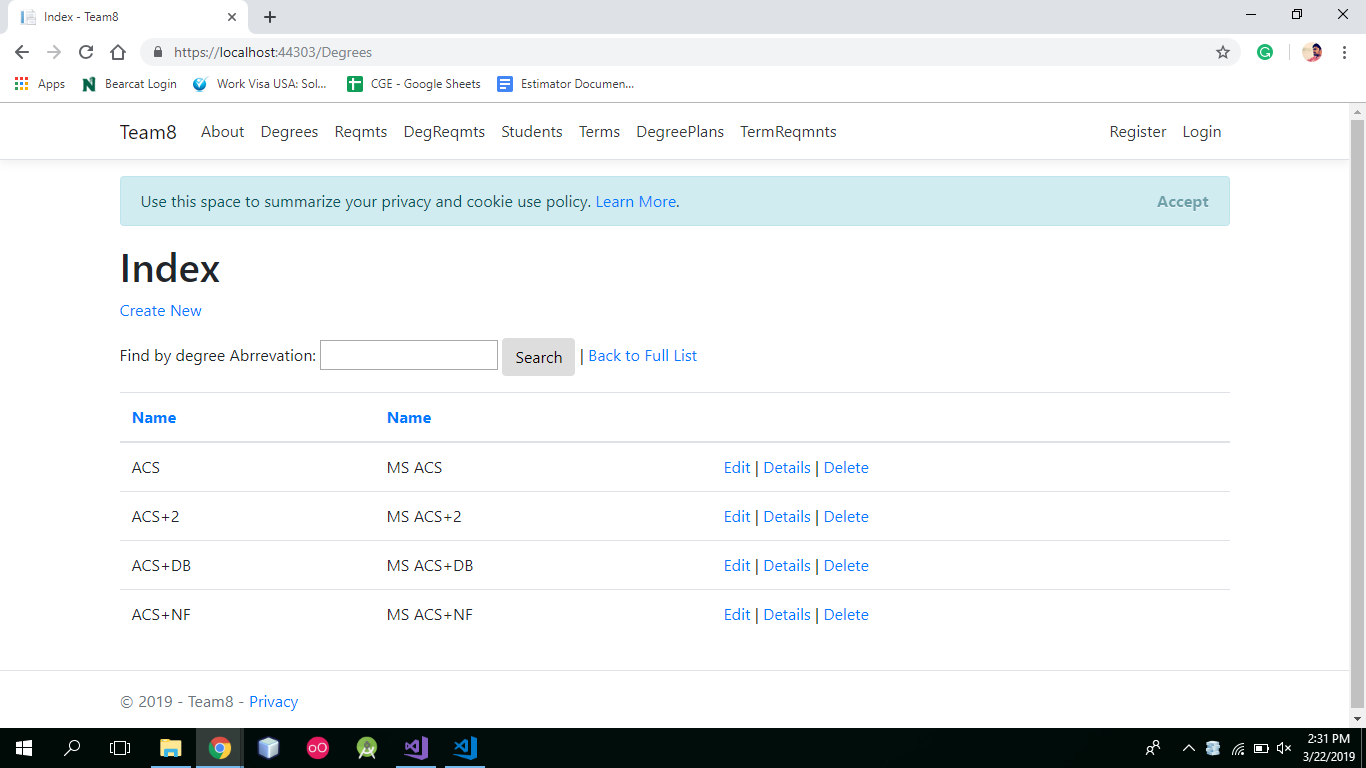 Index - Team8
https://localhost:44303/Degrees
Apps Bearcat Login Work Visa USA: Sol... CGE - Google Sheets Estimator Documen...
Team8 About Degrees Reqmts DegReqmts Students Terms DegreePlans TermReqmnts Register Login
Use this space to summarize your privacy and cookie use policy. Learn More. Accept
Index
Create New
Find by degree Abrrevation: Search | Back to Full List
Name Name
ACS MS ACS Edit | Details | Delete
ACS+2 MS ACS+2 Edit | Details | Delete
ACS+DB MS ACS+DB Edit | Details | Delete
ACS+NF MS ACS+NF Edit | Details | Delete
© 2019 - Team8 - Privacy
2:31 PM
3/22/2019